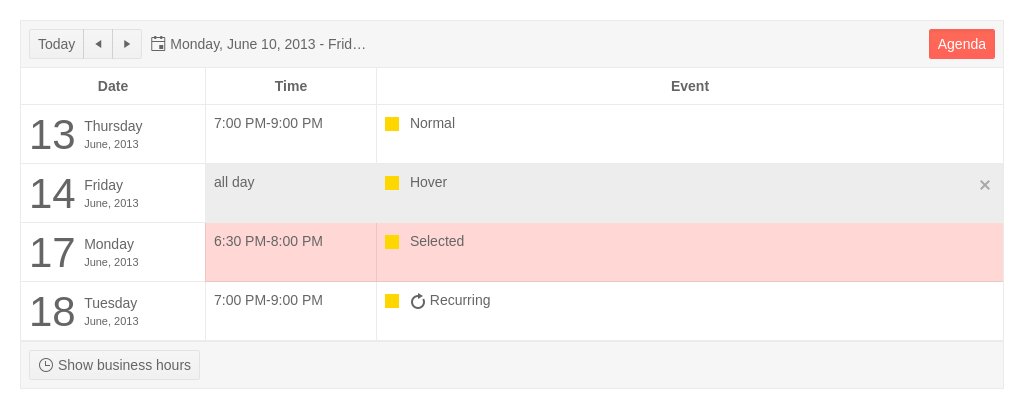 Today
Monday, June 10, 2013 - Frid…
Agenda
Date Time Event
13 Thursday 7:00 PM-9:00 PM Normal
June, 2013
14 Friday all day Hover
June, 2013
17 Monday 6:30 PM-8:00 PM Selected
June, 2013
18 Tuesday 7:00 PM-9:00 PM Recurring
June, 2013
Show business hours